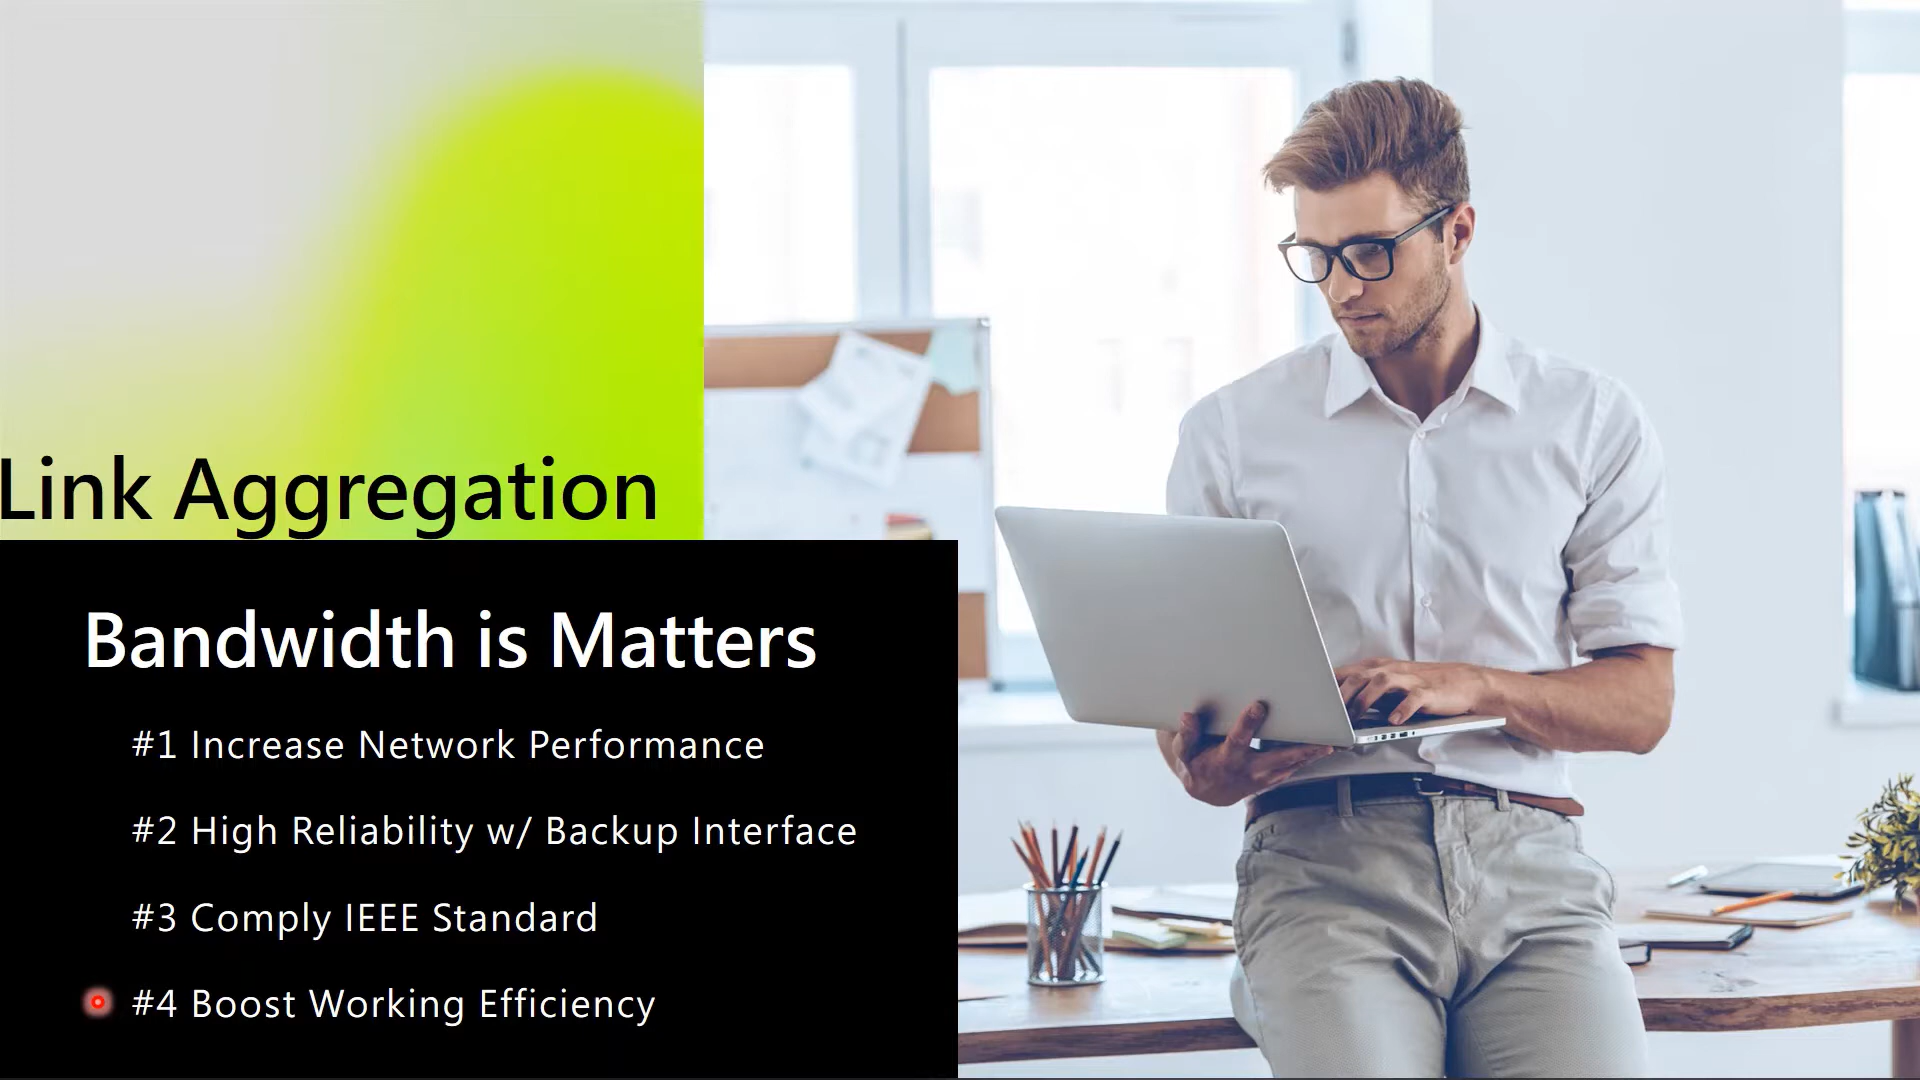 Link Aggregation
Bandwidth is Matters
#1 Increase Network Performance
#2 High Reliability w/ Backup Interface
#3 Comply IEEE Standard
#4 Boost Working Efficiency